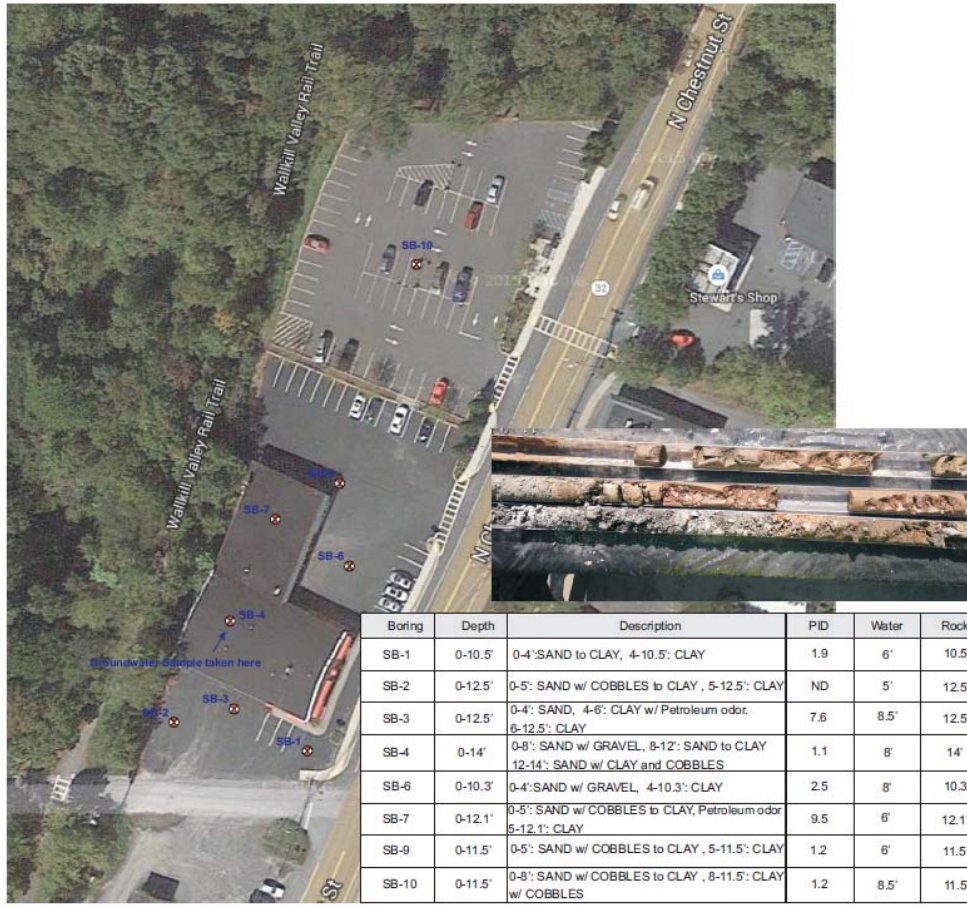 N Chestnut St
Wallkill Valley Rail Trail
SB-10
32
Stewart's Shop
Wallkill Valley Rail Trail
SB-7
SB-6
SB-4
Groundwater Sample taken here
SB-3
SB-2
SB-1
St
Boring Depth Description PID Water Rock
SB-1 0-10.5' 0-4':SAND to CLAY, 4-10.5': CLAY 1.9 6' 10.5
SB-2 0-12.5' 0-5': SAND w/ COBBLES to CLAY , 5-12.5': CLAY ND 5' 12.5
SB-3 0-12.5' 0-4': SAND, 4-6': CLAY w/ Petroleum odor. 7.6 8.5' 12.5
6-12.5': CLAY
SB-4 0-14' 0-8': SAND w/ GRAVEL, 8-12': SAND to CLAY 1.1 8' 14'
12-14': SAND w/ CLAY and COBBLES
SB-6 0-10.3' 0-4':SAND w/ GRAVEL, 4-10.3': CLAY 2.5 8' 10.3
SB-7 0-12.1' 0-5': SAND w/ COBBLES to CLAY, Petroleum odor 9.5 6' 12.1'
5-12.1': CLAY
SB-9 0-11.5' 0-5': SAND w/ COBBLES to CLAY , 5-11.5': CLAY 1.2 6' 11.5'
SB-10 0-11.5' 0-8': SAND w/ COBBLES to CLAY , 8-11.5': CLAY 1.2 8.5' 11.5'
w/ COBBLES